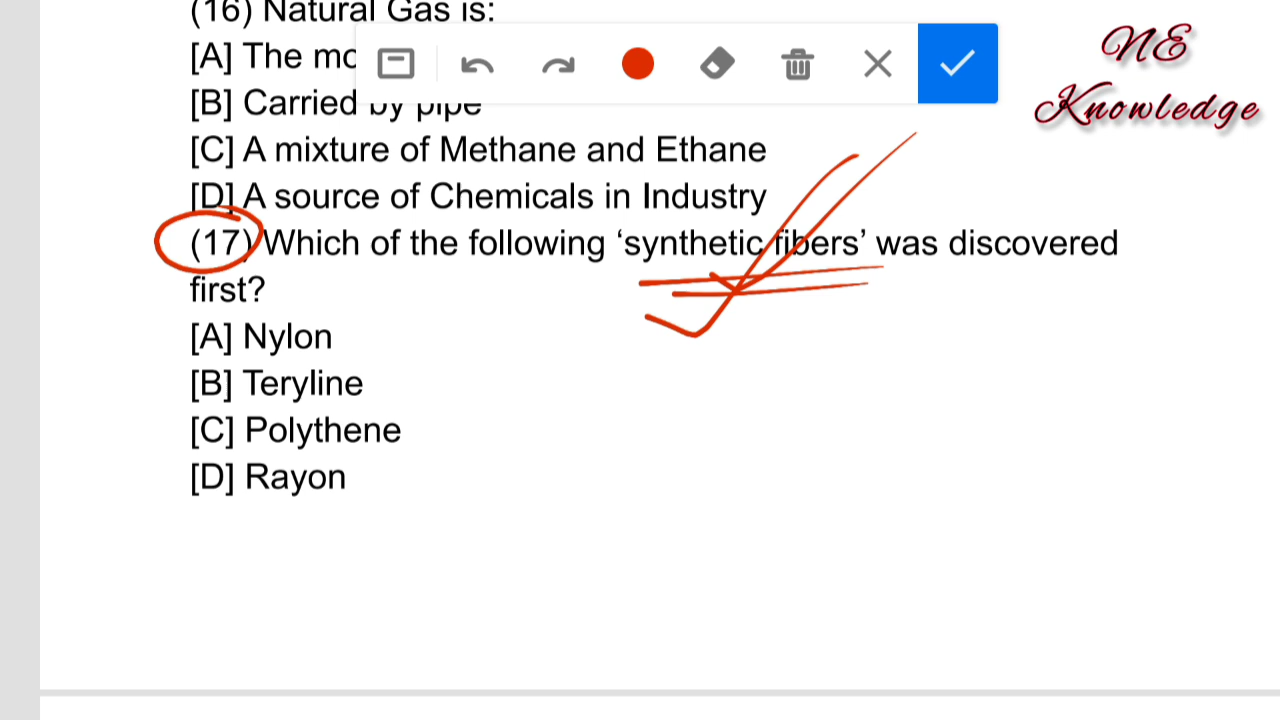 (16) Natural Gas is:
[A] The mo
[B] Carried by pipe
[C] A mixture of Methane and Ethane
[D] A source of Chemicals in Industry
(17) Which of the following ‘synthetic fibers’ was discovered
first?
[A] Nylon
[B] Teryline
[C] Polythene
[D] Rayon
NE
Knowledge